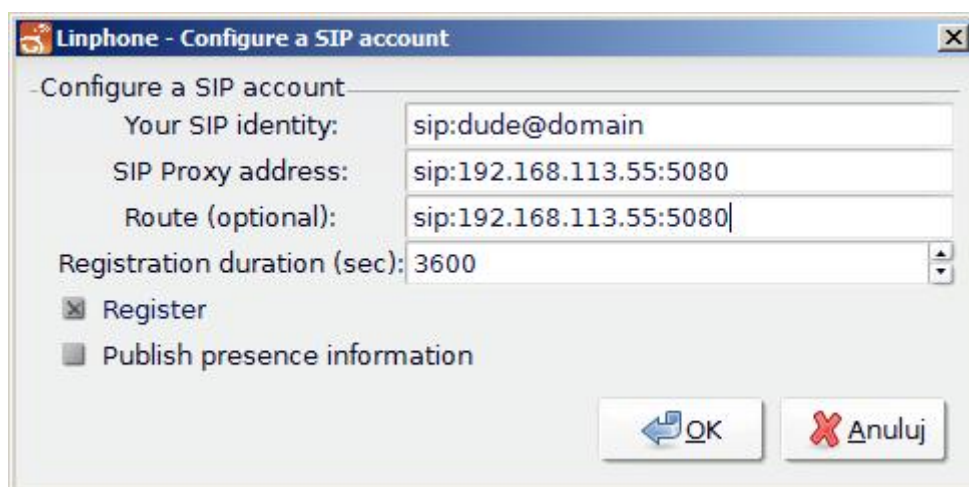 Linphone - Configure a SIP account
Configure a SIP account
Your SIP identity: sip:dude@domain
SIP Proxy address: sip:192.168.113.55:5080
Route (optional): sip:192.168.113.55:5080
Registration duration (sec): 3600
Register
Publish presence information
OK Anuluj